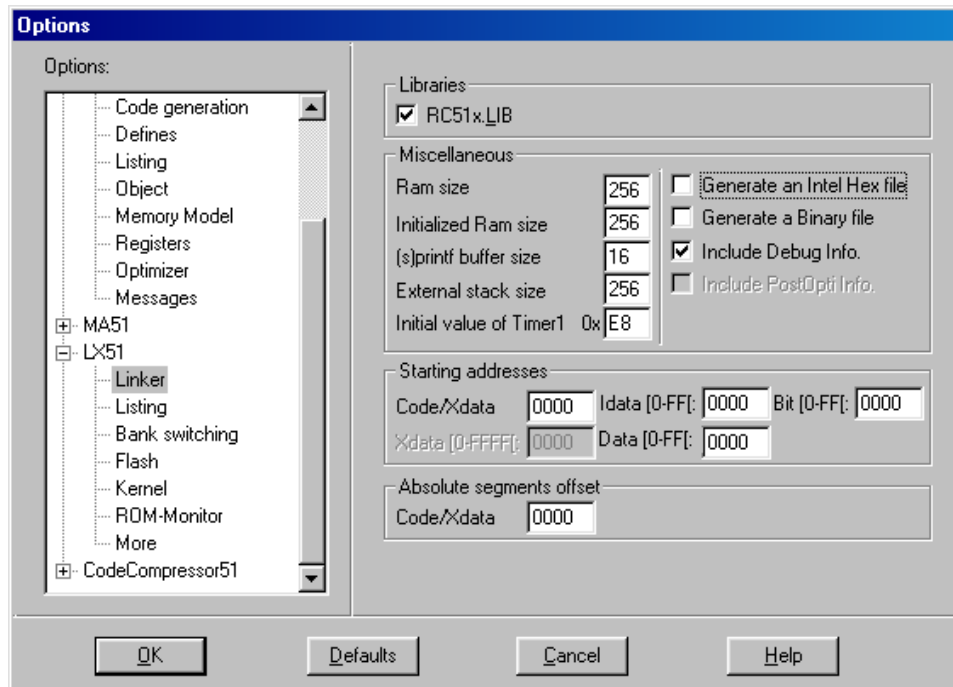 Options
Options:
Code generation
Defines
Listing
Object
Memory Model
Registers
Optimizer
Messages
MA51
LX51
Linker
Listing
Bank switching
Flash
Kernel
ROM-Monitor
More
CodeCompressor51
Libraries
RC51x.LIB
Miscellaneous
Ram size 256
Initialized Ram size 256
(s)printf buffer size 16
External stack size 256
Initial value of Timer1 0x E8
Generate an Intel Hex file
Generate a Binary file
Include Debug Info.
Include PostOpti Info.
Starting addresses
Code/Xdata 0000 Idata [0-FF[: 0000 Bit [0-FF[: 0000
Xdata [0-FFFF[: 0000 Data [0-FF[: 0000
Absolute segments offset
Code/Xdata 0000
OK Defaults Cancel Help